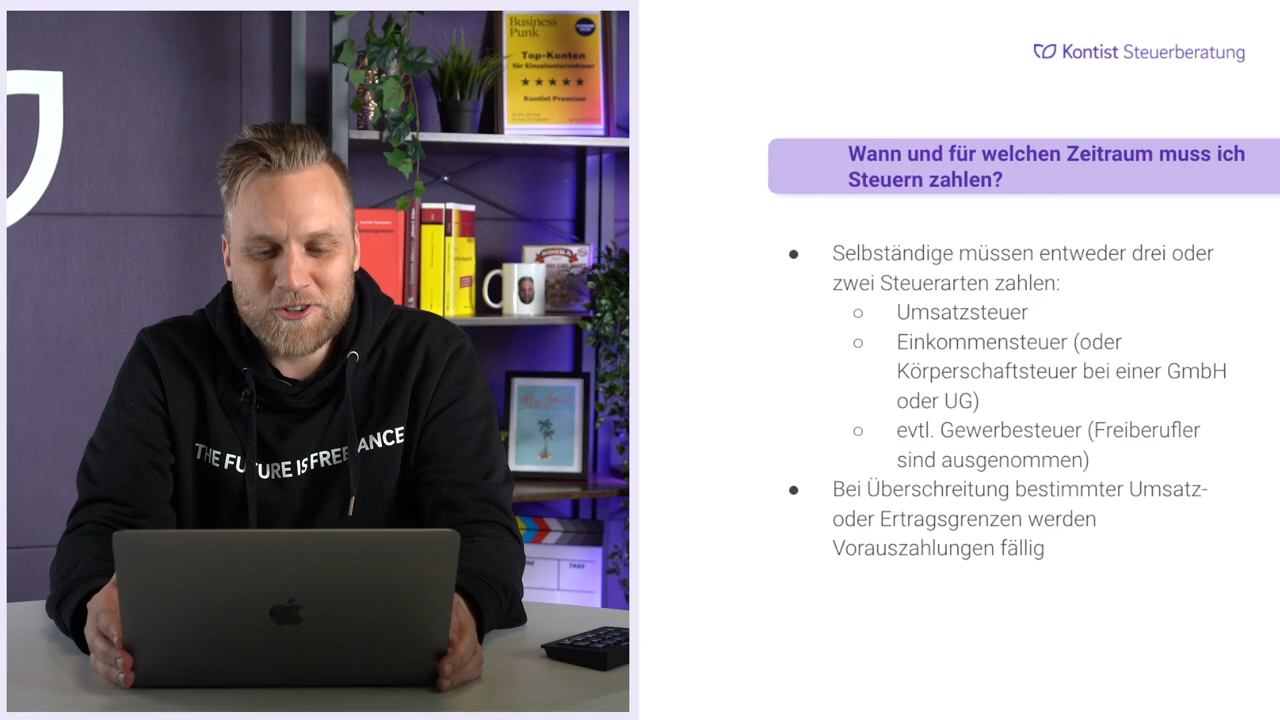 Business
Punk
Top-Konten
für Einzelunternehmer
Kontist Premium
THE FUTURE IS FREELANCE
TAKE
Kontist Steuerberatung
Wann und für welchen Zeitraum muss ich
Steuern zahlen?
● Selbständige müssen entweder drei oder
zwei Steuerarten zahlen:
○ Umsatzsteuer
○ Einkommensteuer (oder
Körperschaftsteuer bei einer GmbH
oder UG)
○ evtl. Gewerbesteuer (Freiberufler
sind ausgenommen)
● Bei Überschreitung bestimmter Umsatz-
oder Ertragsgrenzen werden
Vorauszahlungen fällig